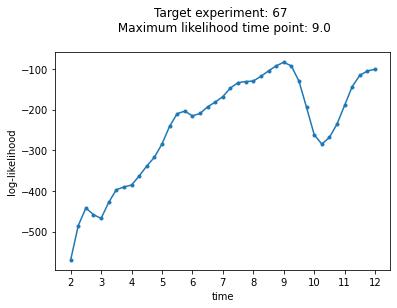 Target experiment: 67
Maximum likelihood time point: 9.0
−100
−200
−300
−400
−500
log-likelihood
2 3 4 5 6 7 8 9 10 11 12
time